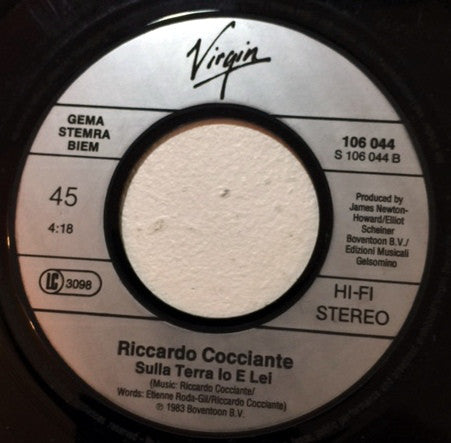 Virgin
GEMA
STEMRA
BIEM
106 044
S 106 044 B
45
4:18
Produced by
James Newton-
Howard/Elliot
Scheiner
Boventoon B.V./
Edizioni Musicali
Gelsomino
LC 3098
HI-FI
STEREO
Riccardo Cocciante
Sulla Terra Io E Lei
(Music: Riccardo Cocciante/
Words: Etienne Roda-Gil/Riccardo Cocciante)
℗ 1983 Boventoon B.V.